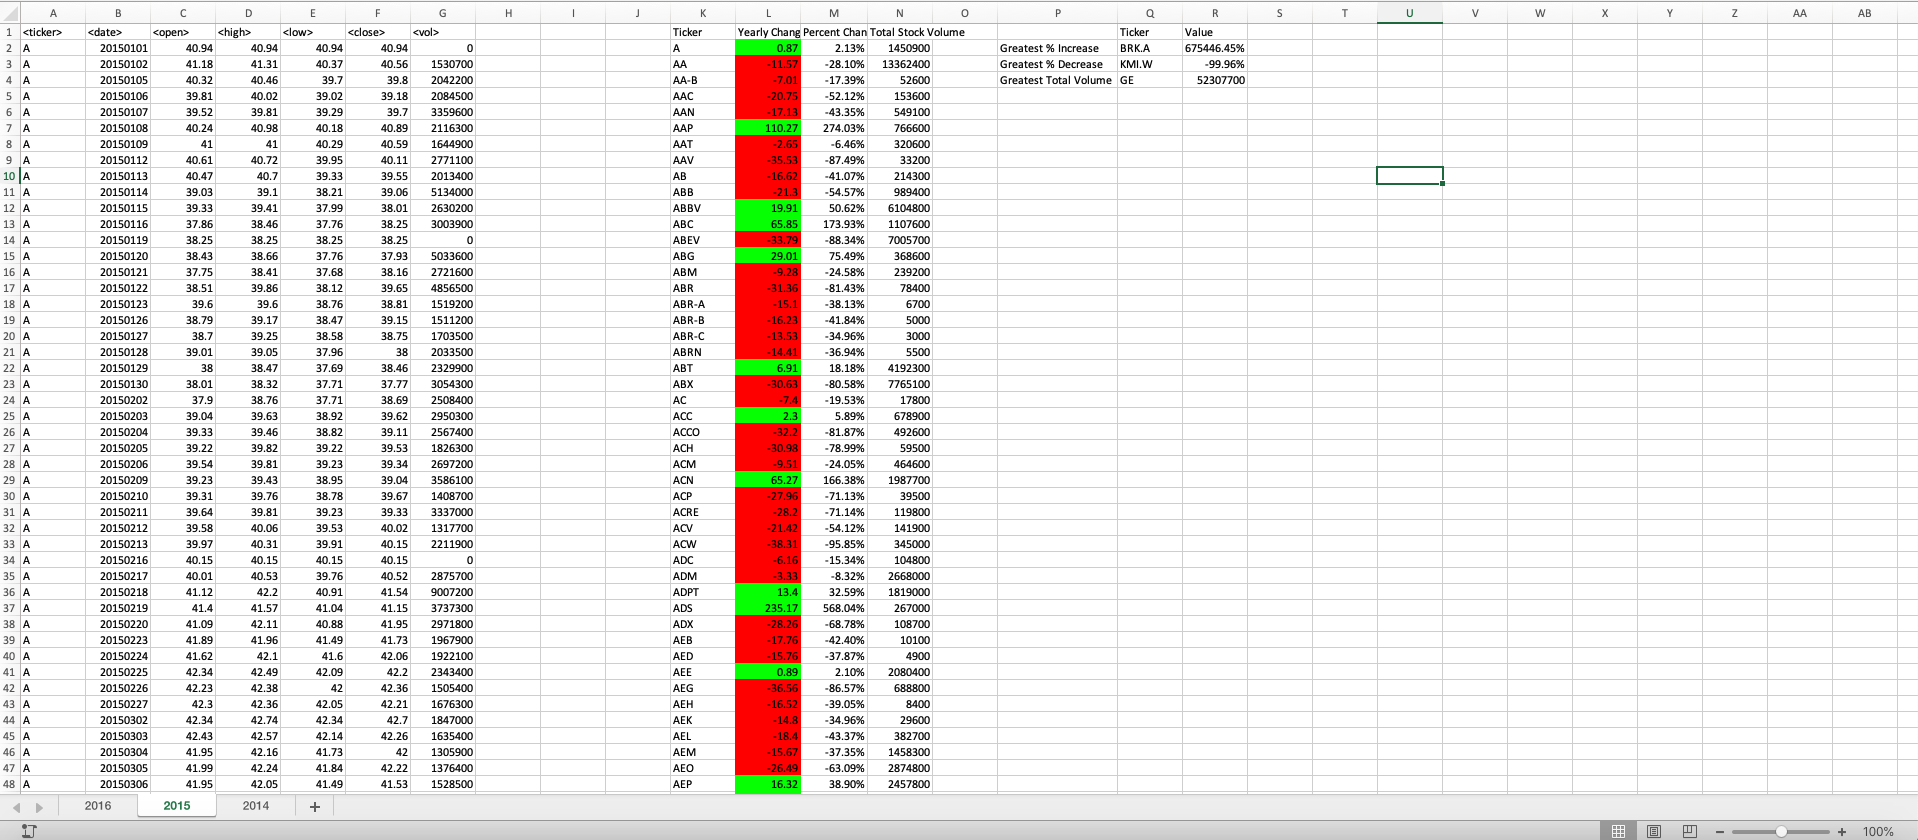 A B C D E F G H I J K L M N O P Q R S T U V W X Y Z AA AB
1 <ticker> <date> <open> <high> <low> <close> <vol> Ticker Yearly Chang Percent Chan Total Stock Volume Ticker Value
2 A 20150101 40.94 40.94 40.94 40.94 0 A 0.87 2.13% 1450900 Greatest % Increase BRK.A 675446.45%
3 A 20150102 41.18 41.31 40.37 40.56 1530700 AA -11.57 -28.10% 13362400 Greatest % Decrease KMI.W -99.96%
4 A 20150105 40.32 40.46 39.7 39.8 2042200 AA-B -7.01 -17.39% 52600 Greatest Total Volume GE 52307700
5 A 20150106 39.81 40.02 39.02 39.18 2084500 AAC -20.75 -52.12% 153600
6 A 20150107 39.52 39.81 39.29 39.7 3359600 AAN -17.13 -43.35% 549100
7 A 20150108 40.24 40.98 40.18 40.89 2116300 AAP 110.27 274.03% 766600
8 A 20150109 41 41 40.29 40.59 1644900 AAT -2.65 -6.46% 320600
9 A 20150112 40.61 40.72 39.95 40.11 2771100 AAV -35.53 -87.49% 33200
10 A 20150113 40.47 40.7 39.33 39.55 2013400 AB -16.62 -41.07% 214300
11 A 20150114 39.03 39.1 38.21 39.06 5134000 ABB -21.3 -54.57% 989400
12 A 20150115 39.33 39.41 37.99 38.01 2630200 ABBV 19.91 50.62% 6104800
13 A 20150116 37.86 38.46 37.76 38.25 3003900 ABC 65.85 173.93% 1107600
14 A 20150119 38.25 38.25 38.25 38.25 0 ABEV -33.79 -88.34% 7005700
15 A 20150120 38.43 38.66 37.76 37.93 5033600 ABG 29.01 75.49% 368600
16 A 20150121 37.75 38.41 37.68 38.16 2721600 ABM -9.28 -24.58% 239200
17 A 20150122 38.51 39.86 38.12 39.65 4856500 ABR -31.36 -81.43% 78400
18 A 20150123 39.6 39.6 38.76 38.81 1519200 ABR-A -15.1 -38.13% 6700
19 A 20150126 38.79 39.17 38.47 39.15 1511200 ABR-B -16.23 -41.84% 5000
20 A 20150127 38.7 39.25 38.58 38.75 1703500 ABR-C -13.53 -34.96% 3000
21 A 20150128 39.01 39.05 37.96 38 2033500 ABRN -14.41 -36.94% 5500
22 A 20150129 38 38.47 37.69 38.46 2329900 ABT 6.91 18.18% 4192300
23 A 20150130 38.01 38.32 37.71 37.77 3054300 ABX -30.63 -80.58% 7765100
24 A 20150202 37.9 38.76 37.71 38.69 2508400 AC -7.4 -19.53% 17800
25 A 20150203 39.04 39.63 38.92 39.62 2950300 ACC 2.3 5.89% 678900
26 A 20150204 39.33 39.46 38.82 39.11 2567400 ACCO -32.2 -81.87% 492600
27 A 20150205 39.22 39.82 39.22 39.53 1826300 ACH -30.98 -78.99% 59500
28 A 20150206 39.54 39.81 39.23 39.34 2697200 ACM -9.51 -24.05% 464600
29 A 20150209 39.23 39.43 38.95 39.04 3586100 ACN 65.27 166.38% 1987700
30 A 20150210 39.31 39.76 38.78 39.67 1408700 ACP -27.96 -71.13% 39500
31 A 20150211 39.64 39.81 39.23 39.33 3337000 ACRE -28.2 -71.14% 119800
32 A 20150212 39.58 40.06 39.53 40.02 1317700 ACV -21.42 -54.12% 141900
33 A 20150213 39.97 40.31 39.91 40.15 2211900 ACW -38.31 -95.85% 345000
34 A 20150216 40.15 40.15 40.15 40.15 0 ADC -6.16 -15.34% 104800
35 A 20150217 40.01 40.53 39.76 40.52 2875700 ADM -3.33 -8.32% 2668000
36 A 20150218 41.12 42.2 40.91 41.54 9007200 ADPT 13.4 32.59% 1819000
37 A 20150219 41.4 41.57 41.04 41.15 3737300 ADS 235.17 568.04% 267000
38 A 20150220 41.09 42.11 40.88 41.95 2971800 ADX -28.26 -68.78% 108700
39 A 20150223 41.89 41.96 41.49 41.73 1967900 AEB -17.76 -42.40% 10100
40 A 20150224 41.62 42.1 41.6 42.06 1922100 AED -15.76 -37.87% 4900
41 A 20150225 42.34 42.49 42.09 42.2 2343400 AEE 0.89 2.10% 2080400
42 A 20150226 42.23 42.38 42 42.36 1505400 AEG -36.56 -86.57% 688800
43 A 20150227 42.3 42.36 42.05 42.21 1676300 AEH -16.52 -39.05% 8400
44 A 20150302 42.34 42.74 42.34 42.7 1847000 AEK -14.8 -34.96% 29600
45 A 20150303 42.43 42.57 42.14 42.26 1635400 AEL -18.4 -43.37% 382700
46 A 20150304 41.95 42.16 41.73 42 1305900 AEM -15.67 -37.35% 1458300
47 A 20150305 41.99 42.24 41.84 42.22 1376400 AEO -26.49 -63.09% 2874800
48 A 20150306 41.95 42.05 41.49 41.53 1528500 AEP 16.32 38.90% 2457800
2016 2015 2014 +
− + 100%